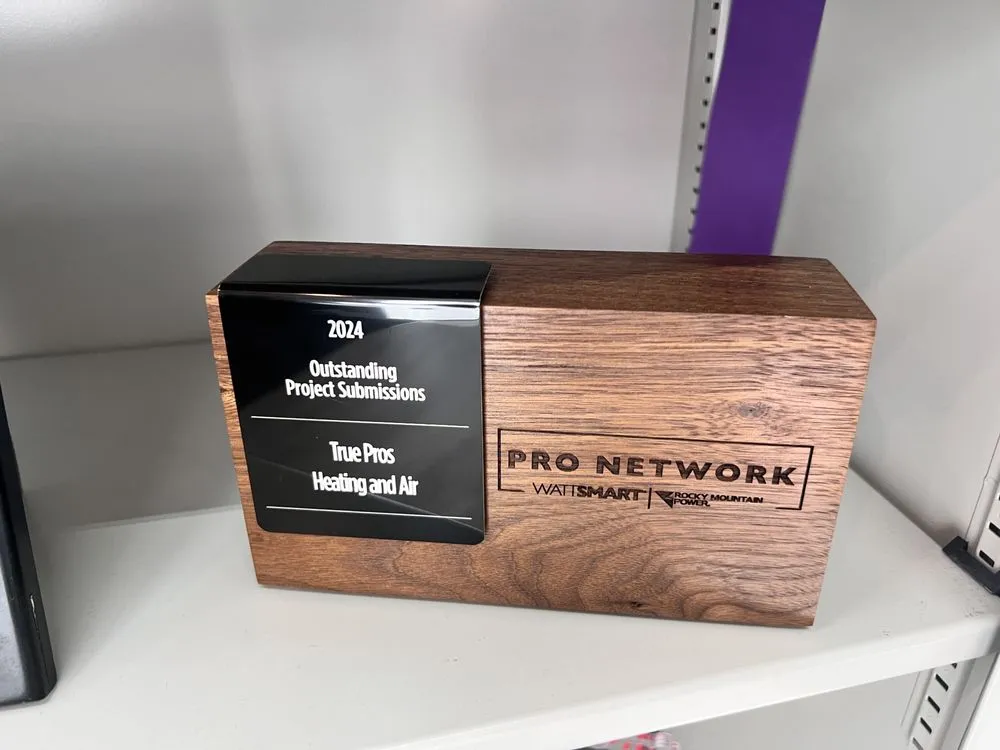 2024
Outstanding
Project Submissions
True Pros
Heating and Air
PRO NETWORK
WATTSMART
ROCKY MOUNTAIN
POWER.